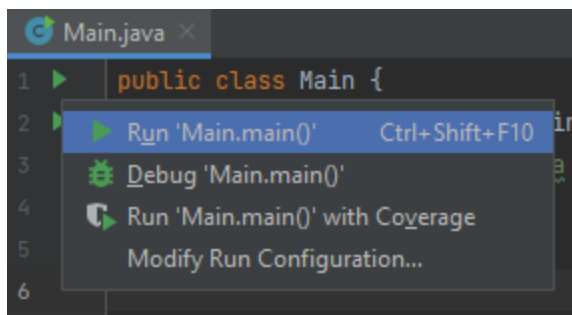 Main.java
1 public class Main {
2
Run 'Main.main()' Ctrl+Shift+F10
3
Debug 'Main.main()'
4
Run 'Main.main()' with Coverage
5
Modify Run Configuration...
6